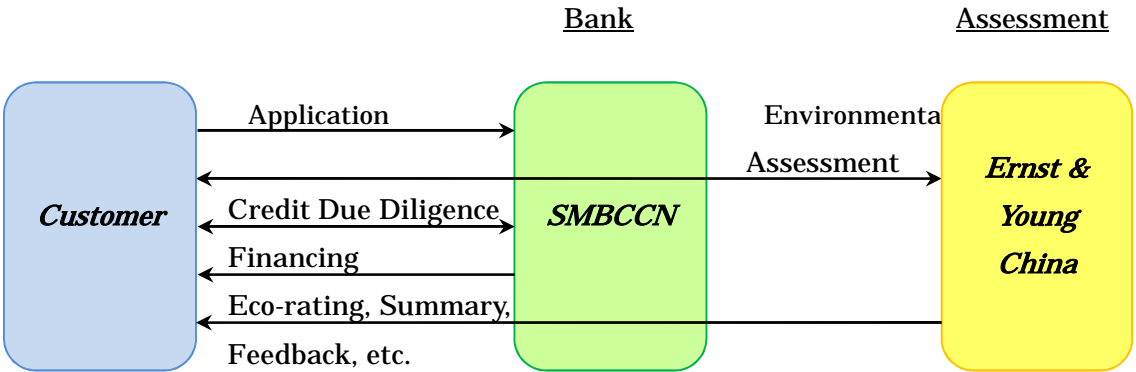 Bank
Assessment
Application
Environmenta
Assessment
Customer
Credit Due Diligence
SMBCCN
Ernst &
Young
China
Financing
Eco-rating, Summary,
Feedback, etc.